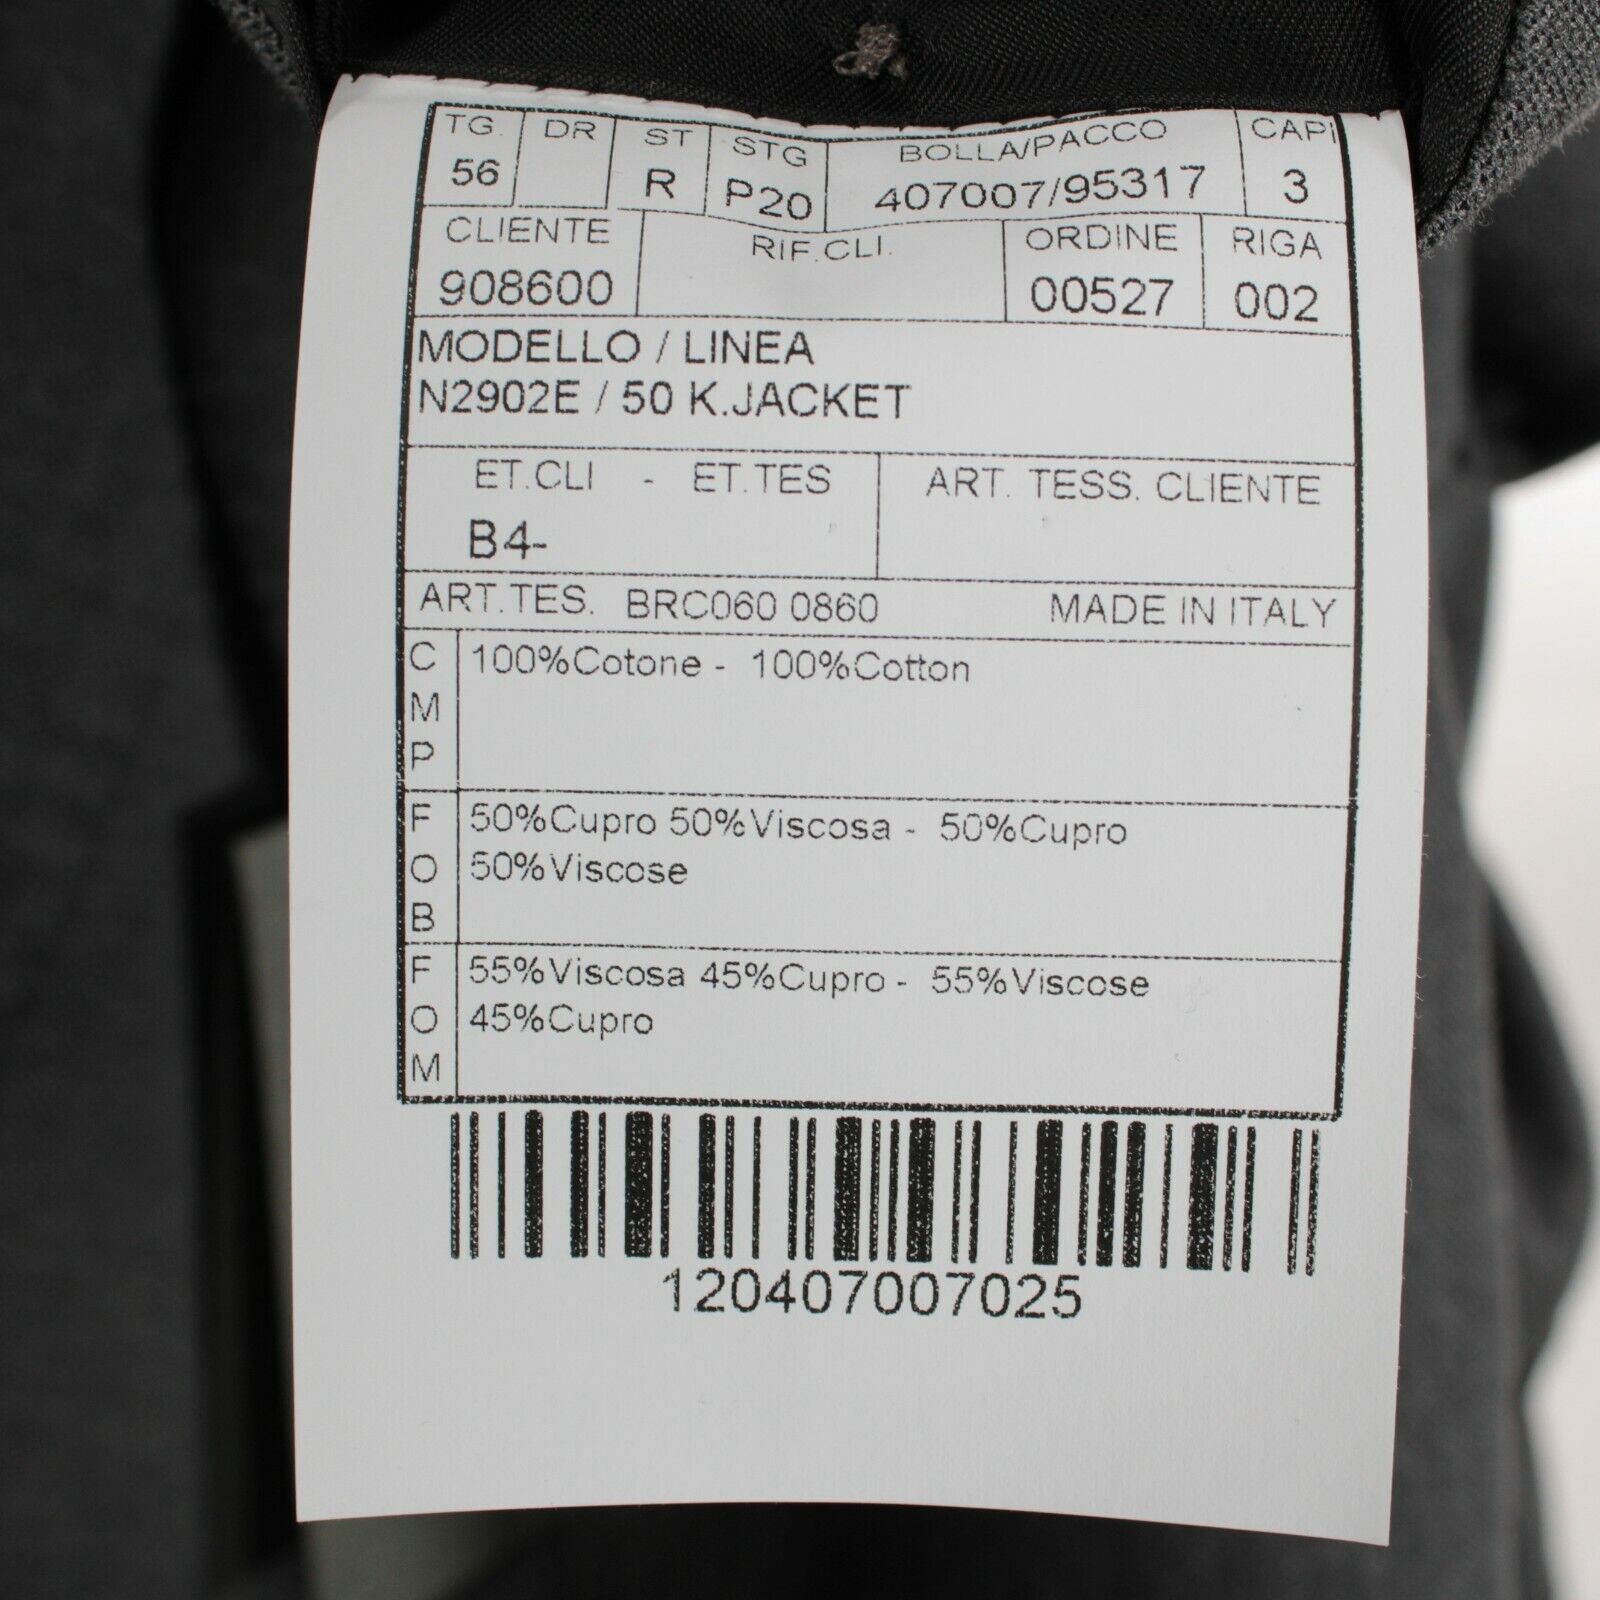 TG. DR ST STG BOLLA/PACCO CAPI
56 R P20 407007/95317 3
CLIENTE RIF.CLI. ORDINE RIGA
908600 00527 002
MODELLO / LINEA
N2902E / 50 K.JACKET
ET.CLI - ET.TES ART. TESS. CLIENTE
B4-
ART.TES. BRC060 0860 MADE IN ITALY
CMP 100%Cotone - 100%Cotton
FOB 50%Cupro 50%Viscosa - 50%Cupro
50%Viscose
FOM 55%Viscosa 45%Cupro - 55%Viscose
45%Cupro
120407007025